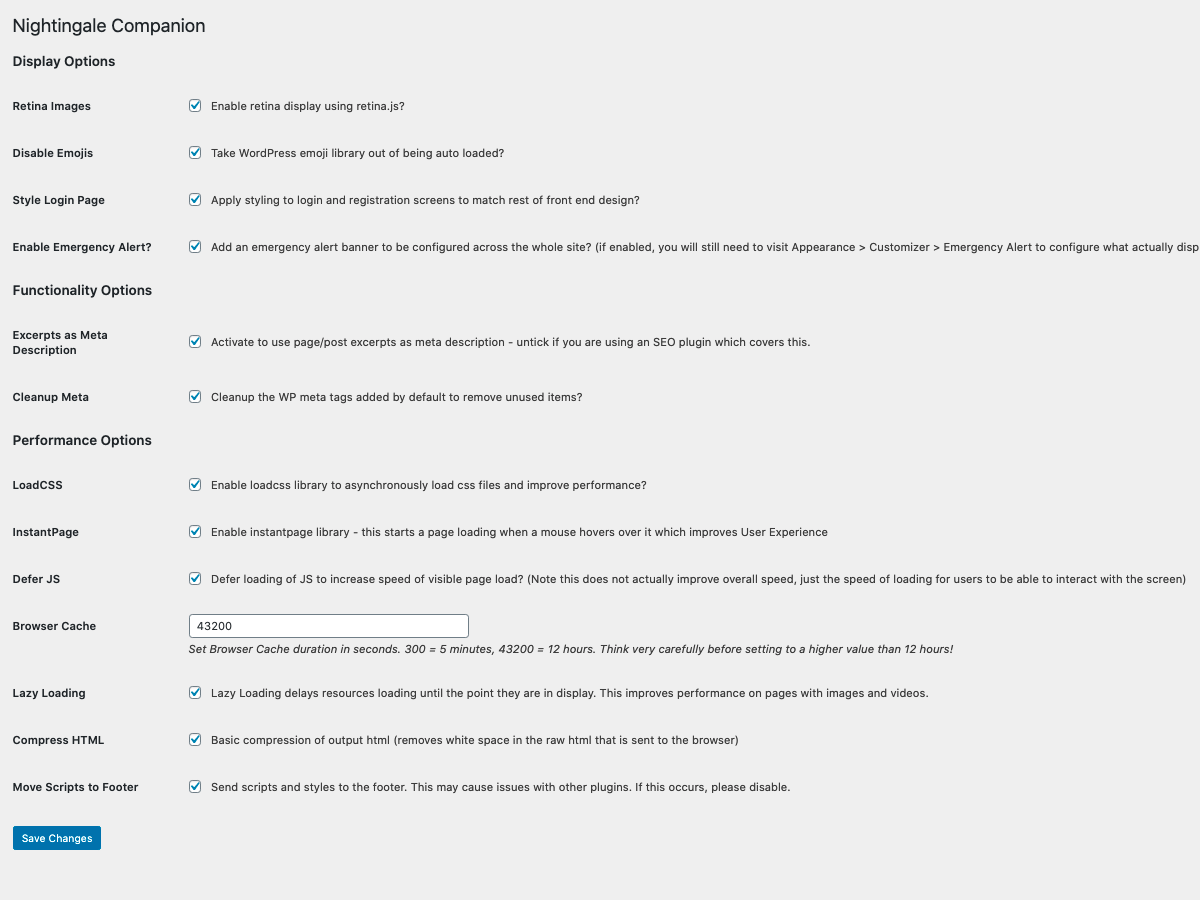 Nightingale Companion
Display Options
Retina Images
Enable retina display using retina.js?
Disable Emojis
Take WordPress emoji library out of being auto loaded?
Style Login Page
Apply styling to login and registration screens to match rest of front end design?
Enable Emergency Alert?
Add an emergency alert banner to be configured across the whole site? (if enabled, you will still need to visit Appearance > Customizer > Emergency Alert to configure what actually disp
Functionality Options
Excerpts as Meta
Description
Activate to use page/post excerpts as meta description - untick if you are using an SEO plugin which covers this.
Cleanup Meta
Cleanup the WP meta tags added by default to remove unused items?
Performance Options
LoadCSS
Enable loadcss library to asynchronously load css files and improve performance?
InstantPage
Enable instantpage library - this starts a page loading when a mouse hovers over it which improves User Experience
Defer JS
Defer loading of JS to increase speed of visible page load? (Note this does not actually improve overall speed, just the speed of loading for users to be able to interact with the screen)
Browser Cache
43200
Set Browser Cache duration in seconds. 300 = 5 minutes, 43200 = 12 hours. Think very carefully before setting to a higher value than 12 hours!
Lazy Loading
Lazy Loading delays resources loading until the point they are in display. This improves performance on pages with images and videos.
Compress HTML
Basic compression of output html (removes white space in the raw html that is sent to the browser)
Move Scripts to Footer
Send scripts and styles to the footer. This may cause issues with other plugins. If this occurs, please disable.
Save Changes